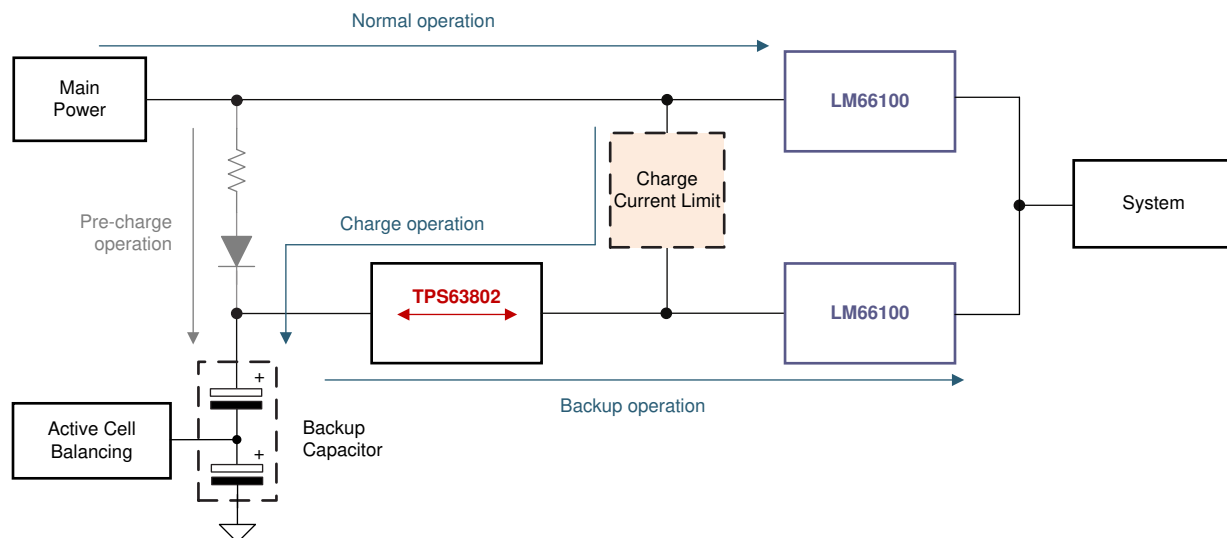 Normal operation
Main
Power
LM66100
Charge
Current Limit
Pre-charge
operation
Charge operation
System
TPS63802
LM66100
+
Backup operation
Active Cell
Balancing
Backup
Capacitor
+